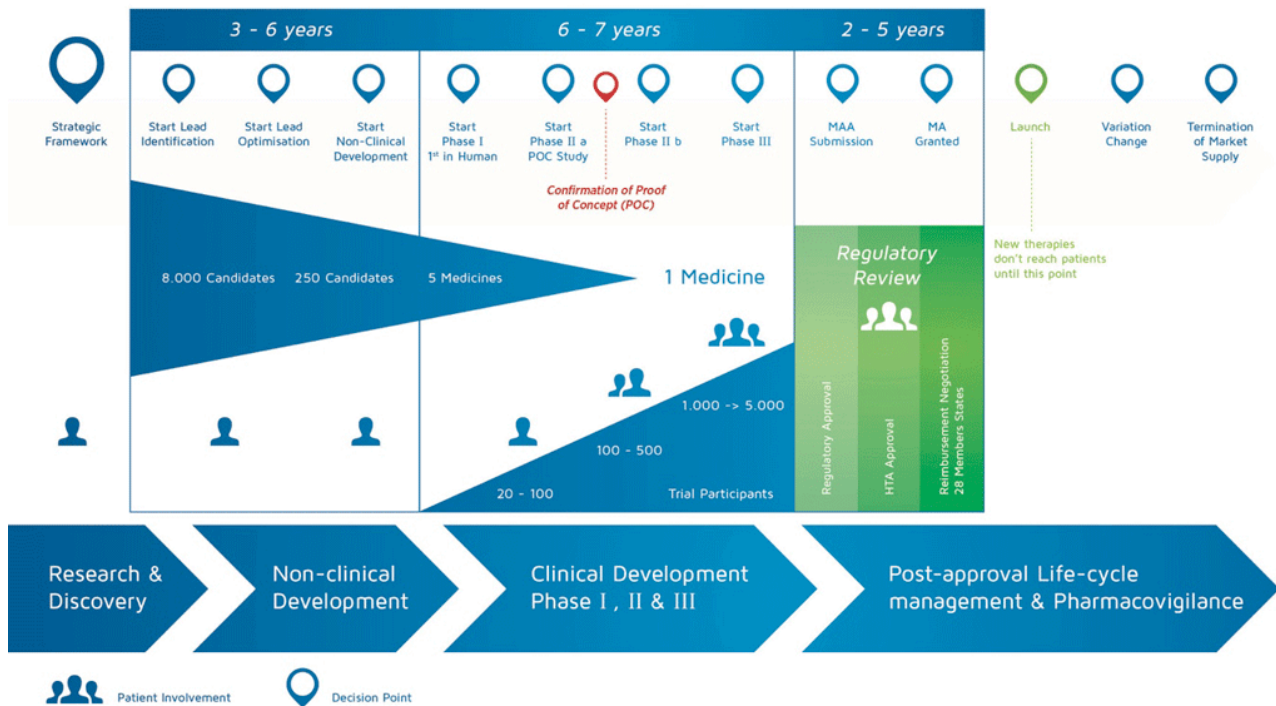 3 - 6 years
6 - 7 years
2 - 5 years
Strategic
Framework
Start Lead
Identification
Start Lead
Optimisation
Start
Non-Clinical
Development
Start
Phase I
1st in Human
Start
Phase II a
POC Study
Start
Phase II b
Start
Phase III
MAA
Submission
MA
Granted
Launch
Variation
Change
Termination
of Market
Supply
Confirmation of Proof
of Concept (POC)
8.000 Candidates
250 Candidates
5 Medicines
1 Medicine
Regulatory
Review
New therapies
don't reach patients
until this point
20 - 100
100 - 500
1.000 -> 5.000
Trial Participants
Regulatory Approval
HTA Approval
Reimbursement Negotiation
28 Members States
Research &
Discovery
Non-clinical
Development
Clinical Development
Phase I , II & III
Post-approval Life-cycle
management & Pharmacovigilance
Patient Involvement
Decision Point